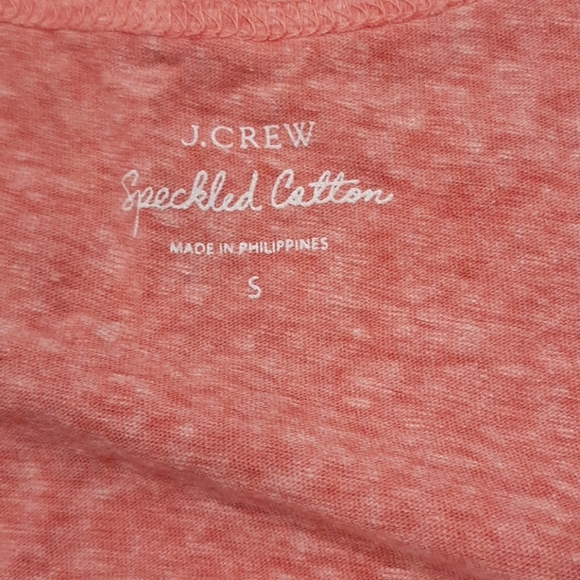 J.CREW
Speckled Cotton
MADE IN PHILIPPINES
S